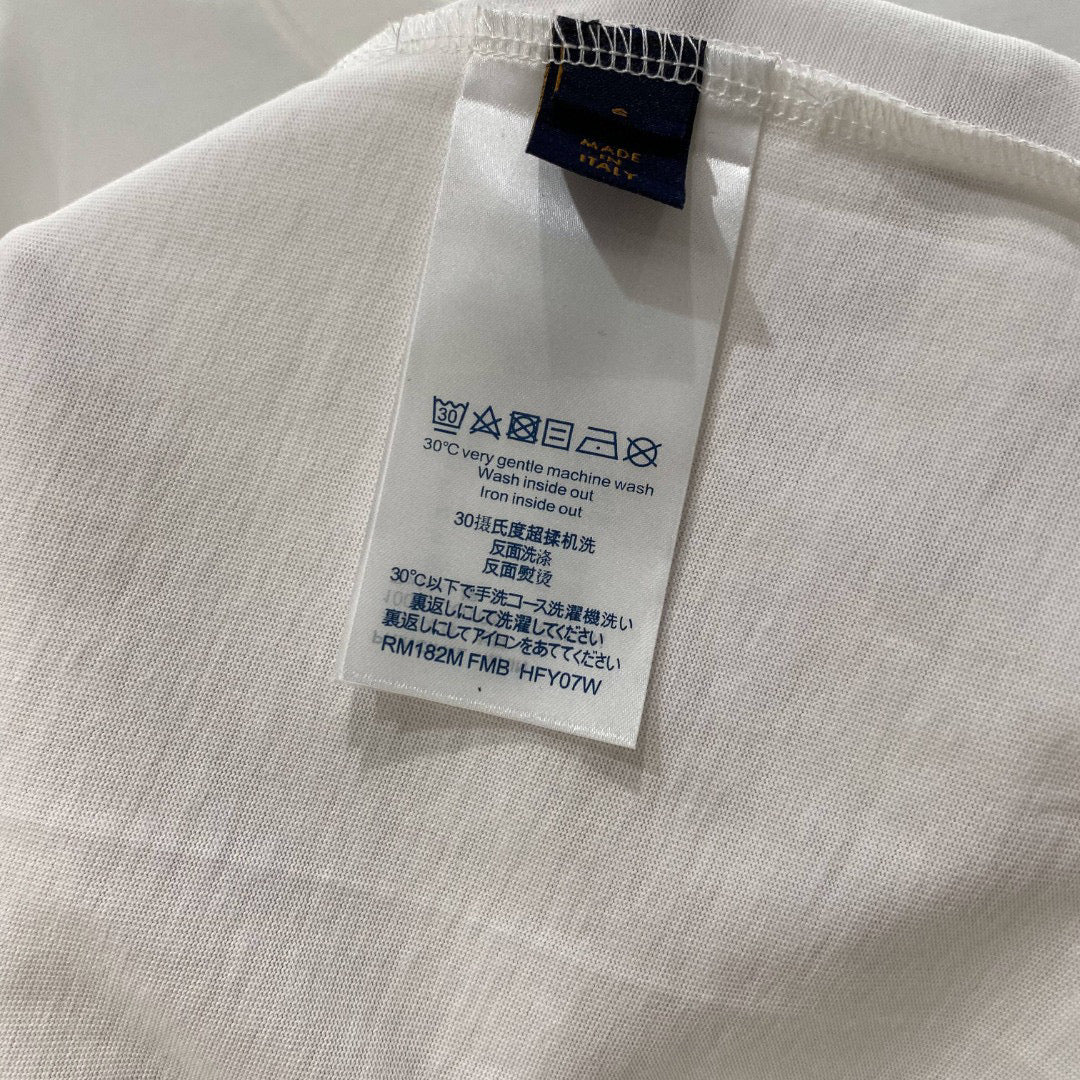 MADE
IN
ITALY
30
30℃ very gentle machine wash
Wash inside out
Iron inside out
30摄氏度超揉机洗
反面洗涤
反面熨烫
30℃以下で手洗コース洗濯機洗い
裏返しにして洗濯してください
裏返しにしてアイロンをあててください
RM182M FMB HFY07W